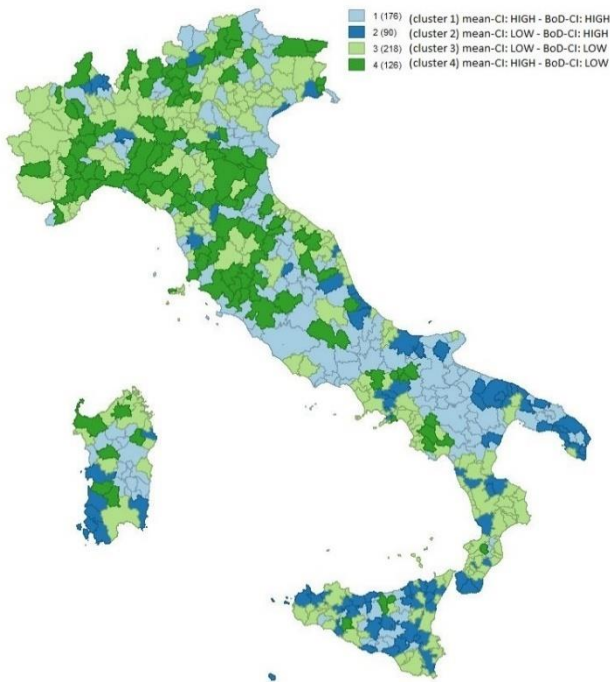 1 (176) (cluster 1) mean-CI: HIGH - BoD-CI: HIGH
2 (90) (cluster 2) mean-CI: LOW - BoD-CI: HIGH
3 (218) (cluster 3) mean-CI: LOW - BoD-CI: LOW
4 (126) (cluster 4) mean-CI: HIGH - BoD-CI: LOW